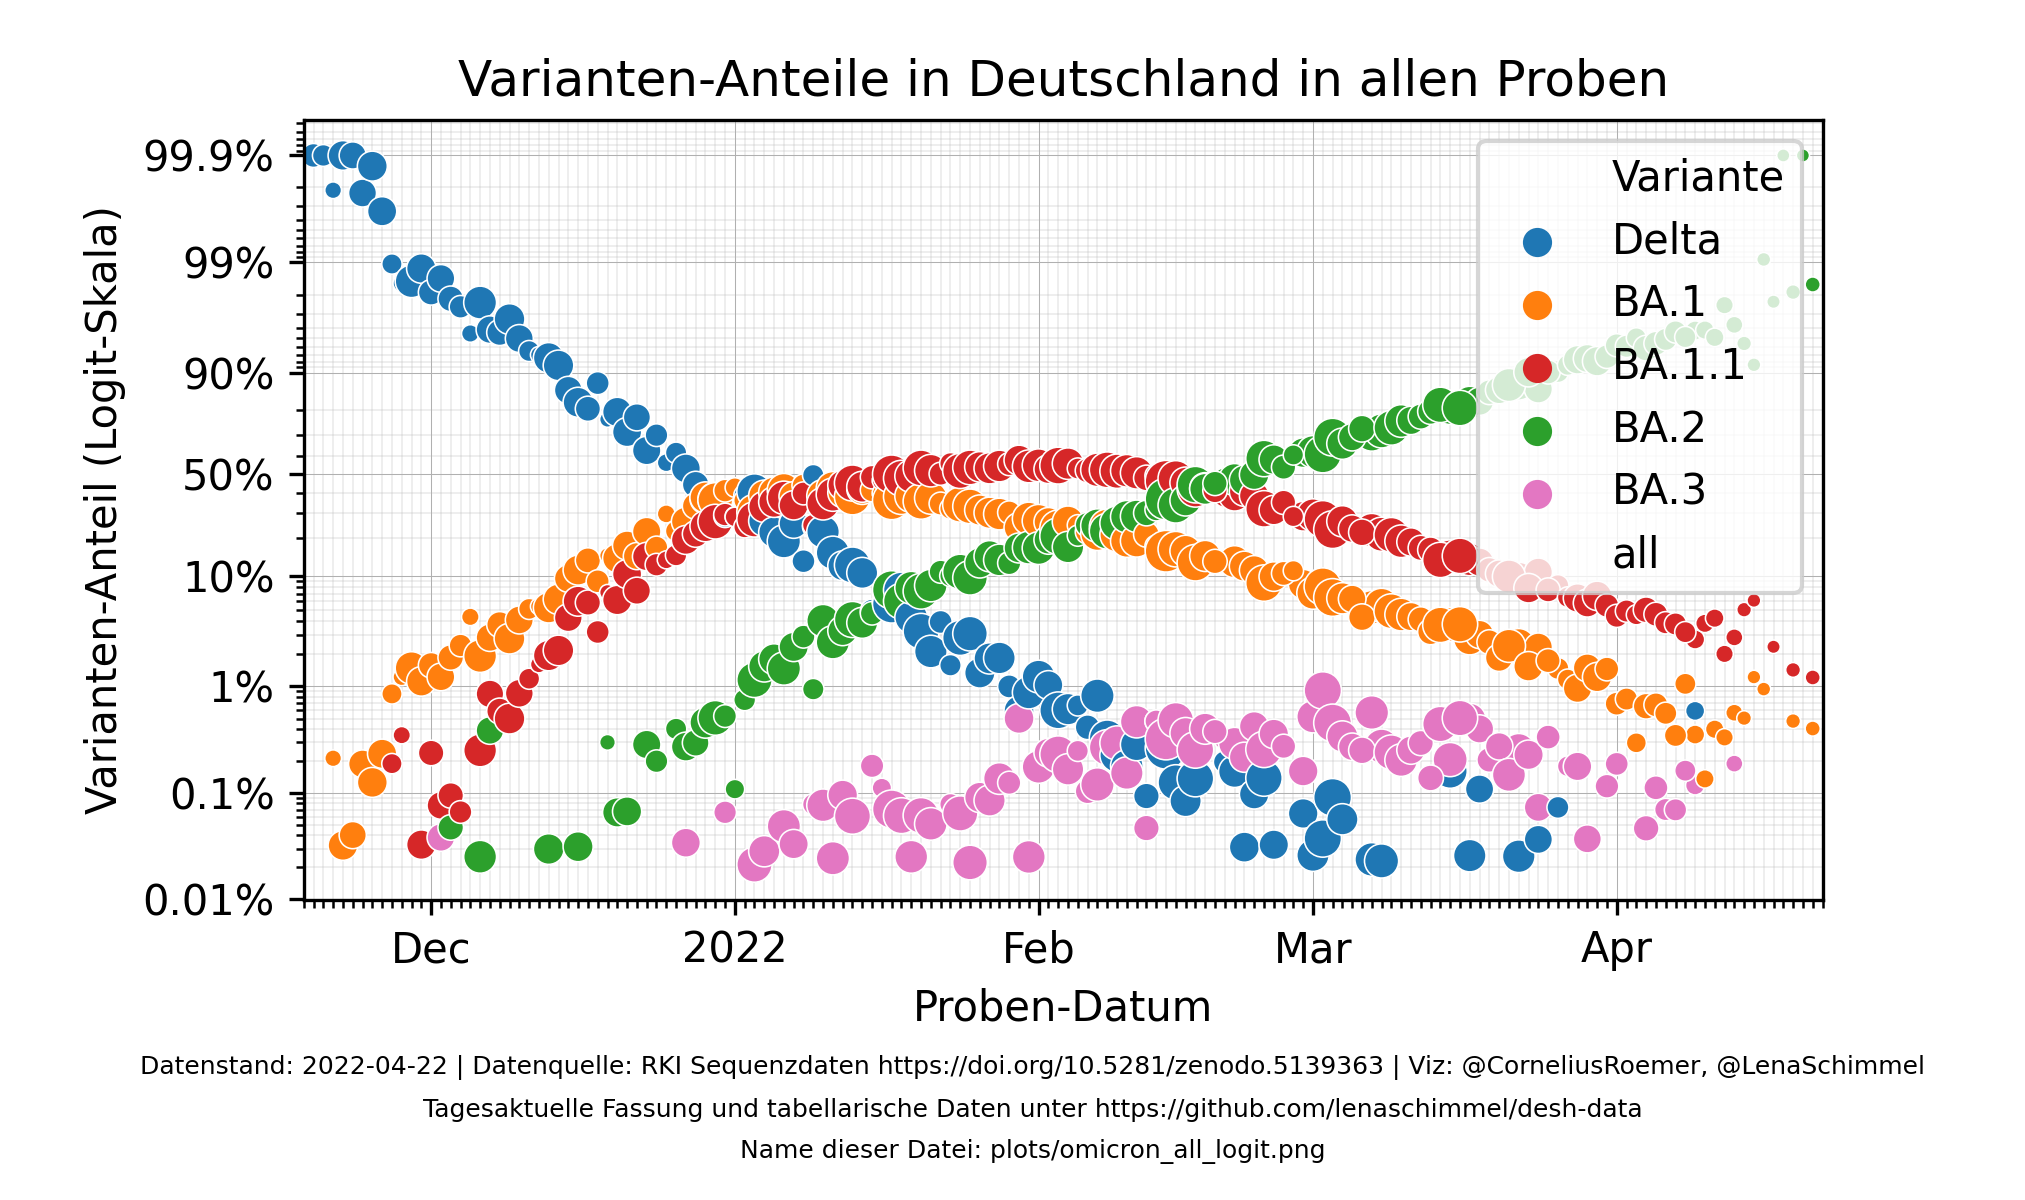 Varianten-Anteile in Deutschland in allen Proben
Varianten-Anteil (Logit-Skala)
99.9%
99%
90%
50%
10%
1%
0.1%
0.01%
Variante
Delta
BA.1
BA.1.1
BA.2
BA.3
all
Dec
2022
Feb
Mar
Apr
Proben-Datum
Datenstand: 2022-04-22 | Datenquelle: RKI Sequenzdaten https://doi.org/10.5281/zenodo.5139363 | Viz: @CorneliusRoemer, @LenaSchimmel
Tagesaktuelle Fassung und tabellarische Daten unter https://github.com/lenaschimmel/desh-data
Name dieser Datei: plots/omicron_all_logit.png